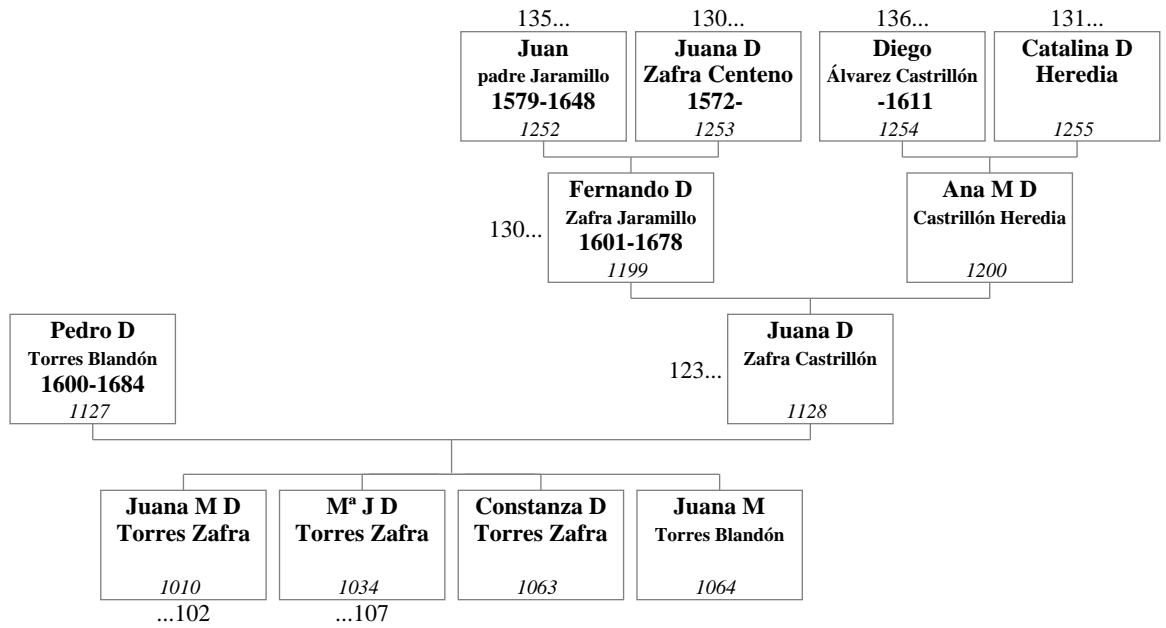 135...
130...
136...
131...
Juan
padre Jaramillo
1579-1648
1252
Juana D
Zafra Centeno
1572-
1253
Diego
Álvarez Castrillón
-1611
1254
Catalina D
Heredia
1255
130...
Fernando D
Zafra Jaramillo
1601-1678
1199
Ana M D
Castrillón Heredia
1200
Pedro D
Torres Blandón
1600-1684
1127
123...
Juana D
Zafra Castrillón
1128
Juana M D
Torres Zafra
1010
...102
Mª J D
Torres Zafra
1034
...107
Constanza D
Torres Zafra
1063
Juana M
Torres Blandón
1064